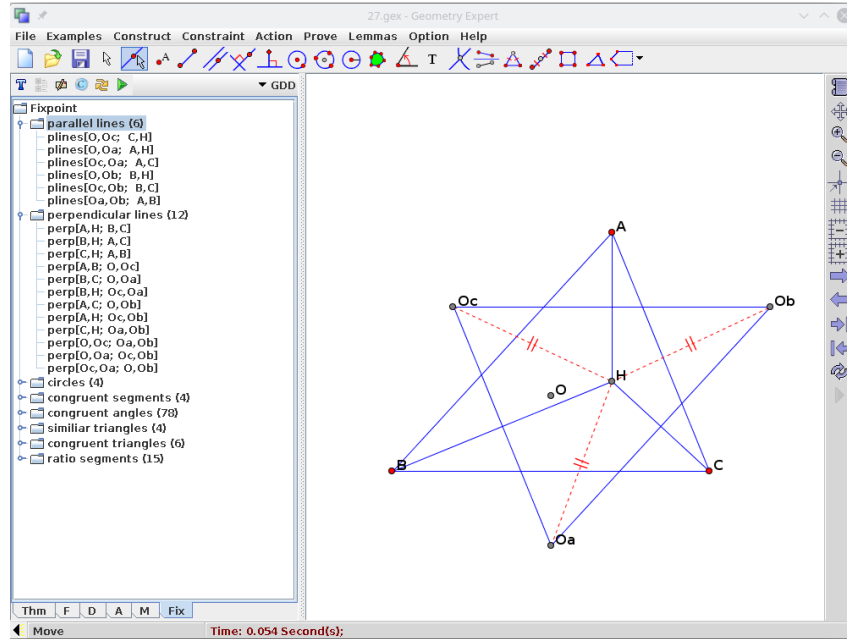 27.gex - Geometry Expert
File Examples Construct Constraint Action Prove Lemmas Option Help
A T
T C GDD
Fixpoint
parallel lines {6}
plines[O,Oc; C,H]
plines[O,Oa; A,H]
plines[Oc,Oa; A,C]
plines[O,Ob; B,H]
plines[Oc,Ob; B,C]
plines[Oa,Ob; A,B]
perpendicular lines {12}
perp[A,H; B,C]
perp[B,H; A,C]
perp[C,H; A,B]
perp[A,B; O,Oc]
perp[B,C; O,Oa]
perp[B,H; Oc,Oa]
perp[A,C; O,Ob]
perp[A,H; Oc,Ob]
perp[C,H; Oa,Ob]
perp[O,Oc; Oa,Ob]
perp[O,Oa; Oc,Ob]
perp[Oc,Oa; O,Ob]
circles {4}
congruent segments {4}
congruent angles {78}
similiar triangles {4}
congruent triangles {6}
ratio segments {15}
A
Oc
Ob
H
O
B
C
Oa
Thm F D A M Fix
Move Time: 0.054 Second(s);